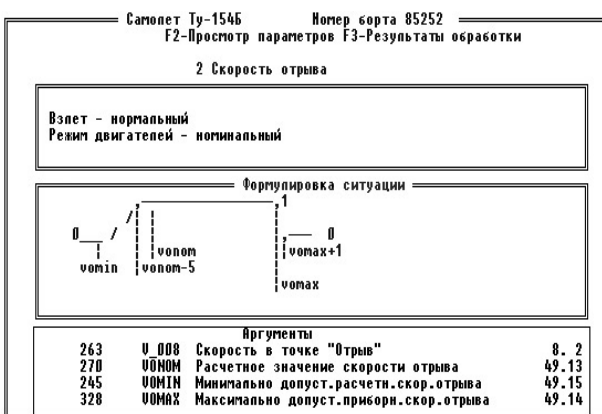 Самолет Ту-154Б Номер борта 85252
F2-Просмотр параметров F3-Результаты обработки
2 Скорость отрыва
Взлет - нормальный
Режим двигателей - номинальный
Формулировка ситуации
1
0 0
vonom vomax+1
vomin vonom-5
vomax
Аргументы
263 V_008 Скорость в точке "Отрыв" 8. 2
270 VONOM Расчетное значение скорости отрыва 49.13
245 VOMIN Минимально допуст.расчетн.скор.отрыва 49.15
328 VOMAX Максимально допуст.приборн.скор.отрыва 49.14